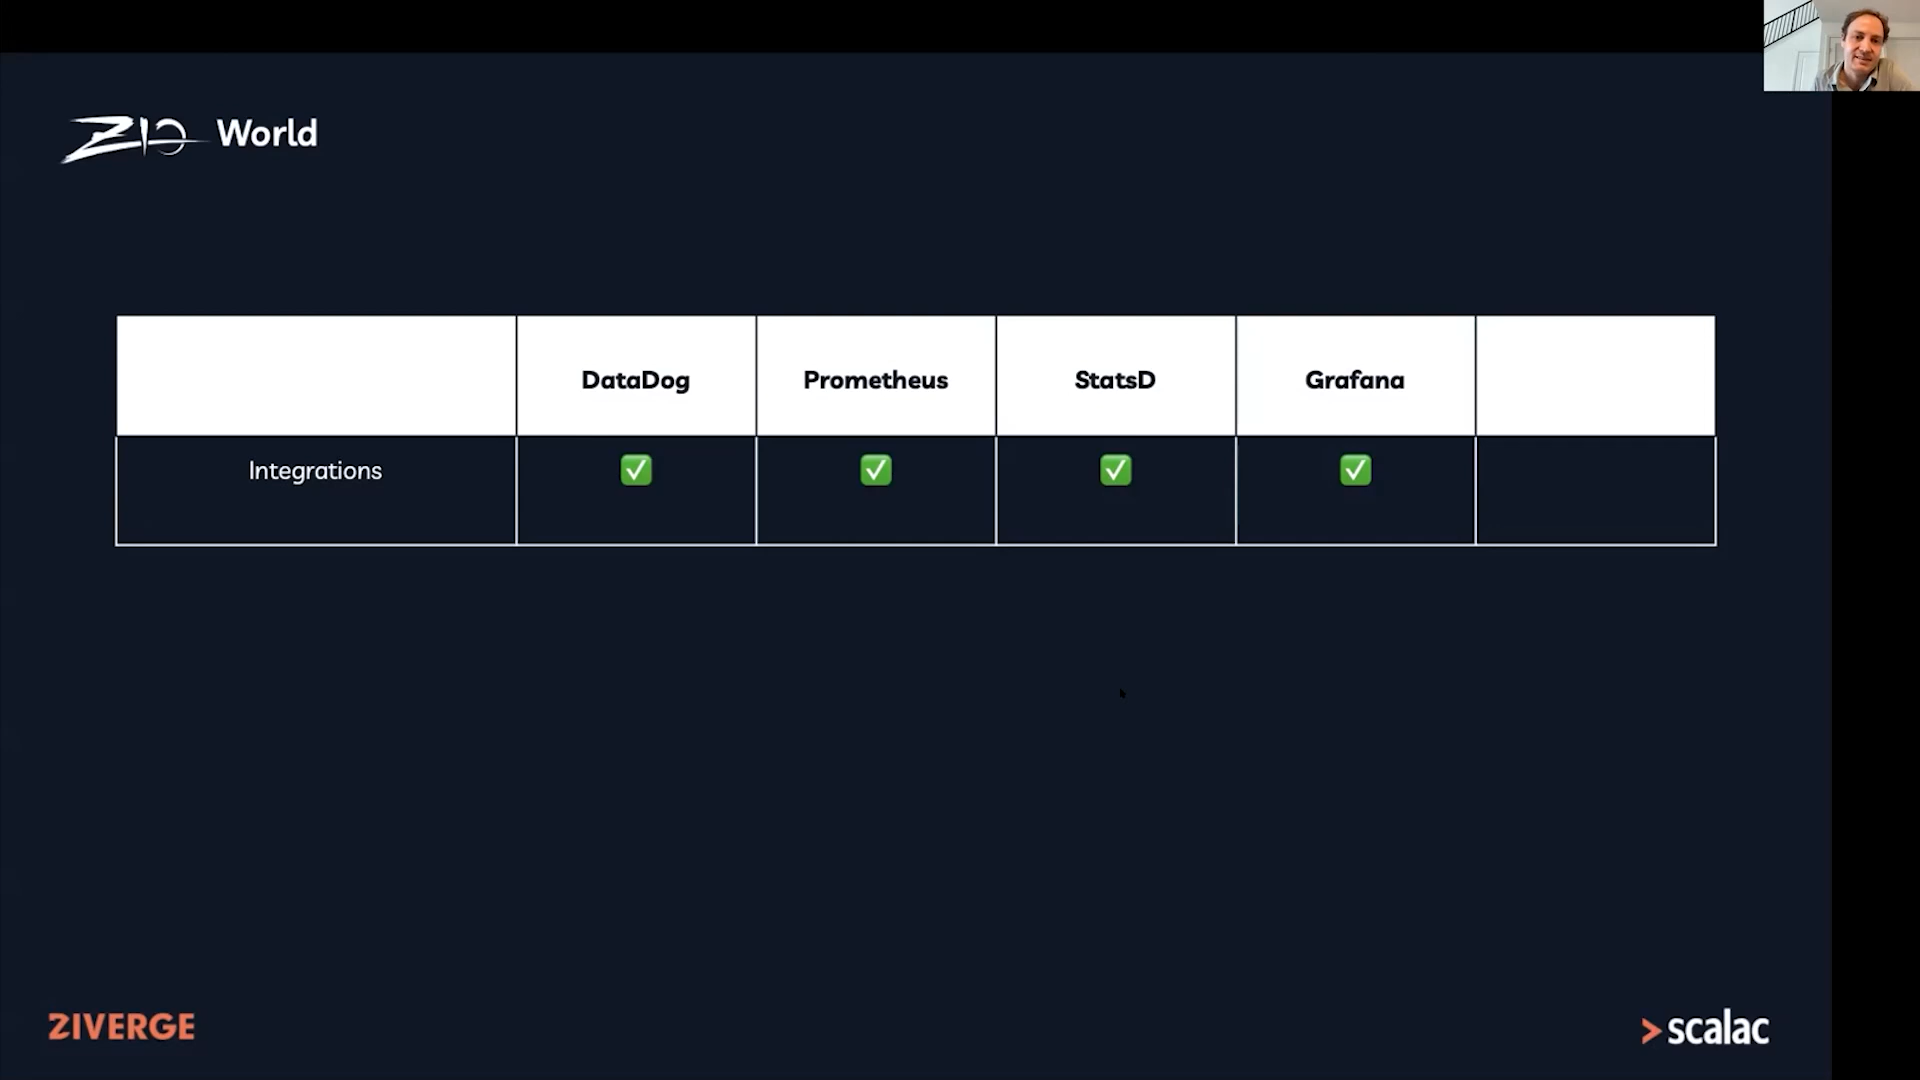 ZIO World
DataDog Prometheus StatsD Grafana
Integrations ✅ ✅ ✅ ✅
ZIVERGE
scalac